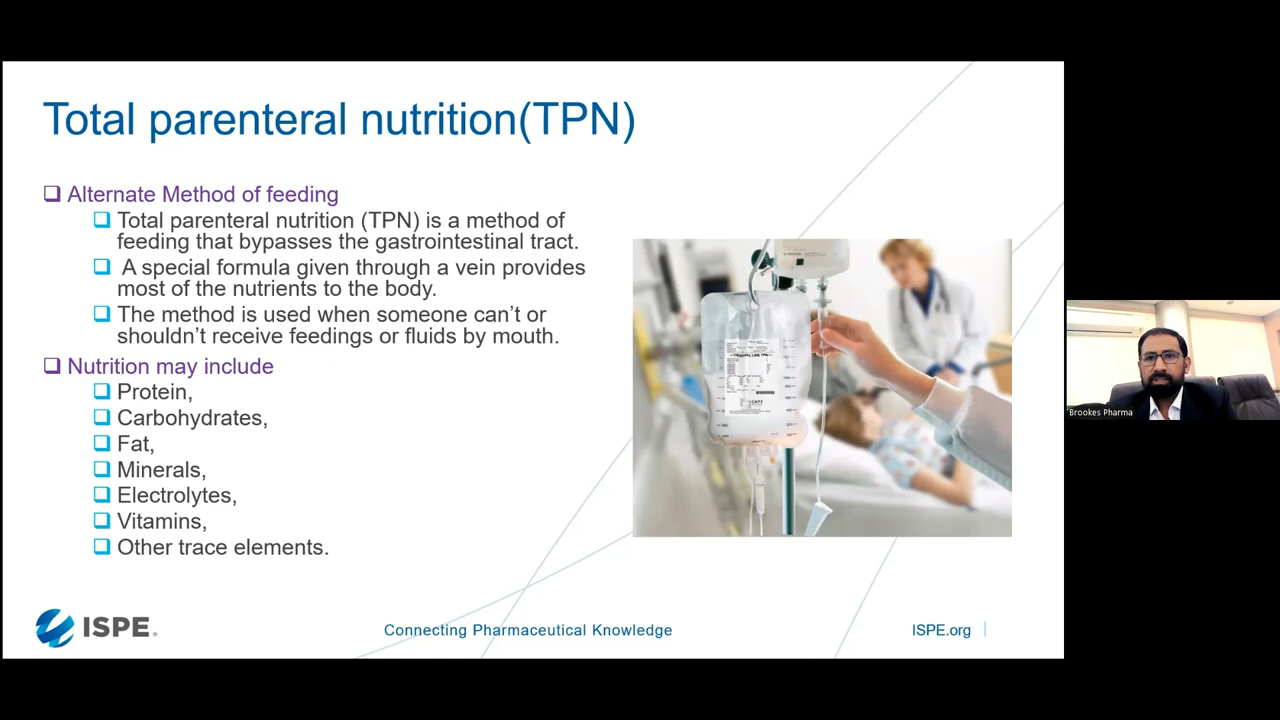 Total parenteral nutrition(TPN)
Alternate Method of feeding
Total parenteral nutrition (TPN) is a method of
feeding that bypasses the gastrointestinal tract.
A special formula given through a vein provides
most of the nutrients to the body.
The method is used when someone can’t or
shouldn’t receive feedings or fluids by mouth.
Nutrition may include
Protein,
Carbohydrates,
Fat,
Minerals,
Electrolytes,
Vitamins,
Other trace elements.
ISPE.
Connecting Pharmaceutical Knowledge
ISPE.org
Brookes Pharma